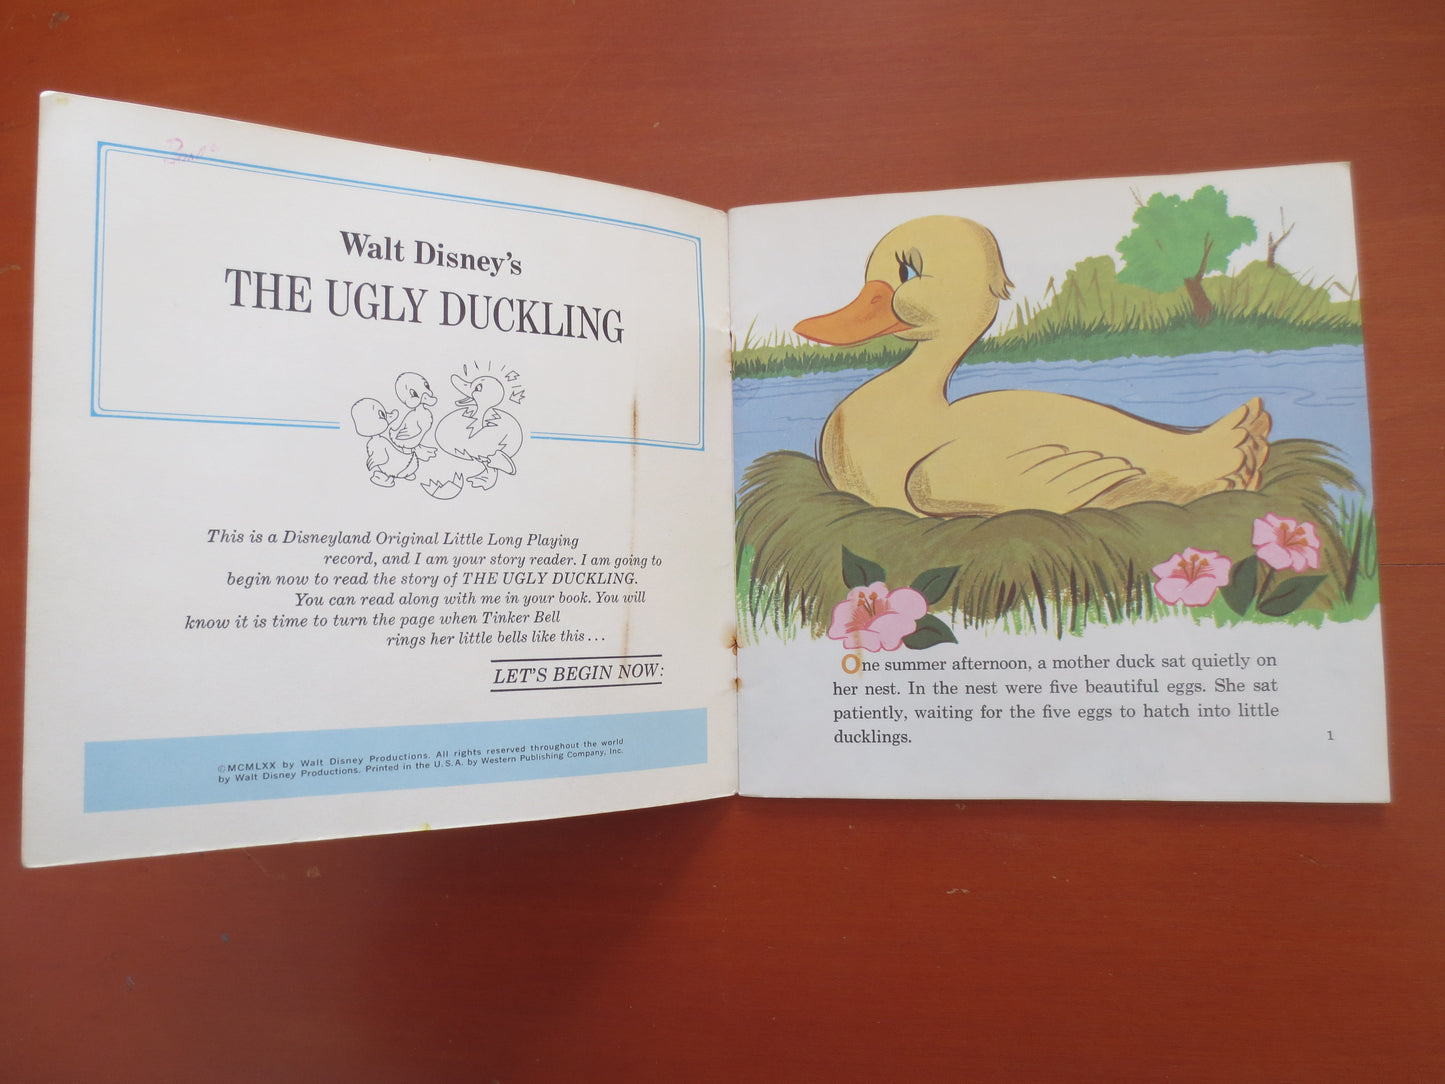 Walt Disney's
THE UGLY DUCKLING
This is a Disneyland Original Little Long Playing
record, and I am your story reader. I am going to
begin now to read the story of THE UGLY DUCKLING.
You can read along with me in your book. You will
know it is time to turn the page when Tinker Bell
rings her little bells like this...
LET'S BEGIN NOW:
©MCMLXX by Walt Disney Productions. All rights reserved throughout the world
by Walt Disney Productions. Printed in the U.S.A. by Western Publishing Company, Inc.
One summer afternoon, a mother duck sat quietly on
her nest. In the nest were five beautiful eggs. She sat
patiently, waiting for the five eggs to hatch into little
ducklings.
1